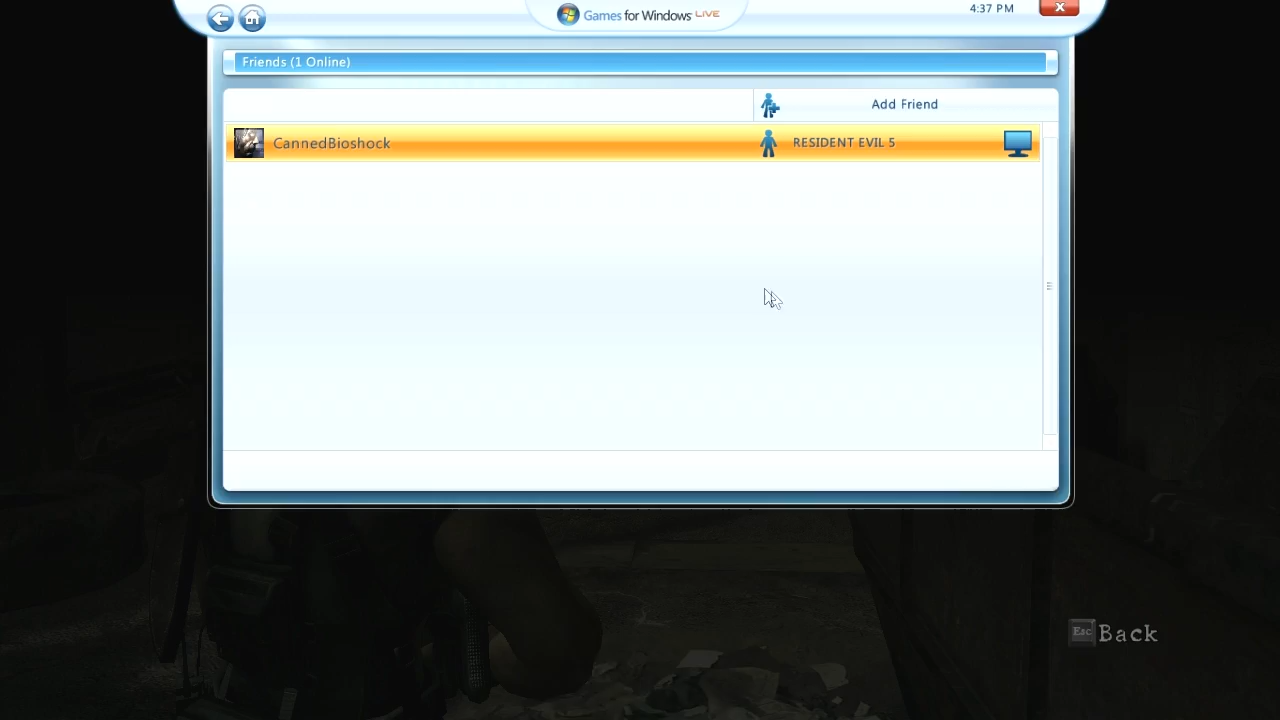 Games for Windows LIVE
4:37 PM
Friends (1 Online)
Add Friend
CannedBioshock
RESIDENT EVIL 5
Esc Back